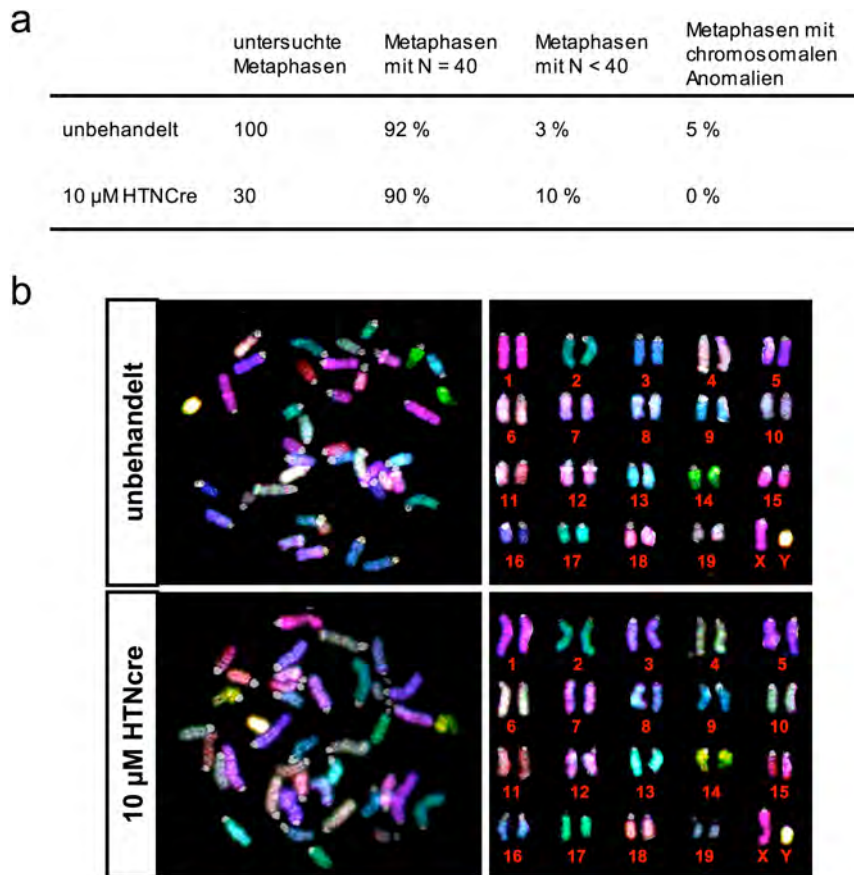 a
untersuchte Metaphasen
Metaphasen mit N = 40
Metaphasen mit N < 40
Metaphasen mit chromosomalen Anomalien
unbehandelt 100 92 % 3 % 5 %
10 µM HTNCre 30 90 % 10 % 0 %
b
unbehandelt
1 2 3 4 5
6 7 8 9 10
11 12 13 14 15
16 17 18 19 X Y
10 µM HTNcre
1 2 3 4 5
6 7 8 9 10
11 12 13 14 15
16 17 18 19 X Y